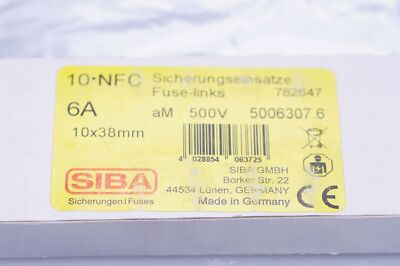 10·NFC Sicherungseinsätze
Fuse-links 782647
6A aM 500V 5006307.6
10x38mm
4 028854 063725
SIBA GMBH
Borker Str. 22
44534 Lünen, GERMANY
Made in Germany CE
SIBA
Sicherungen | Fuses